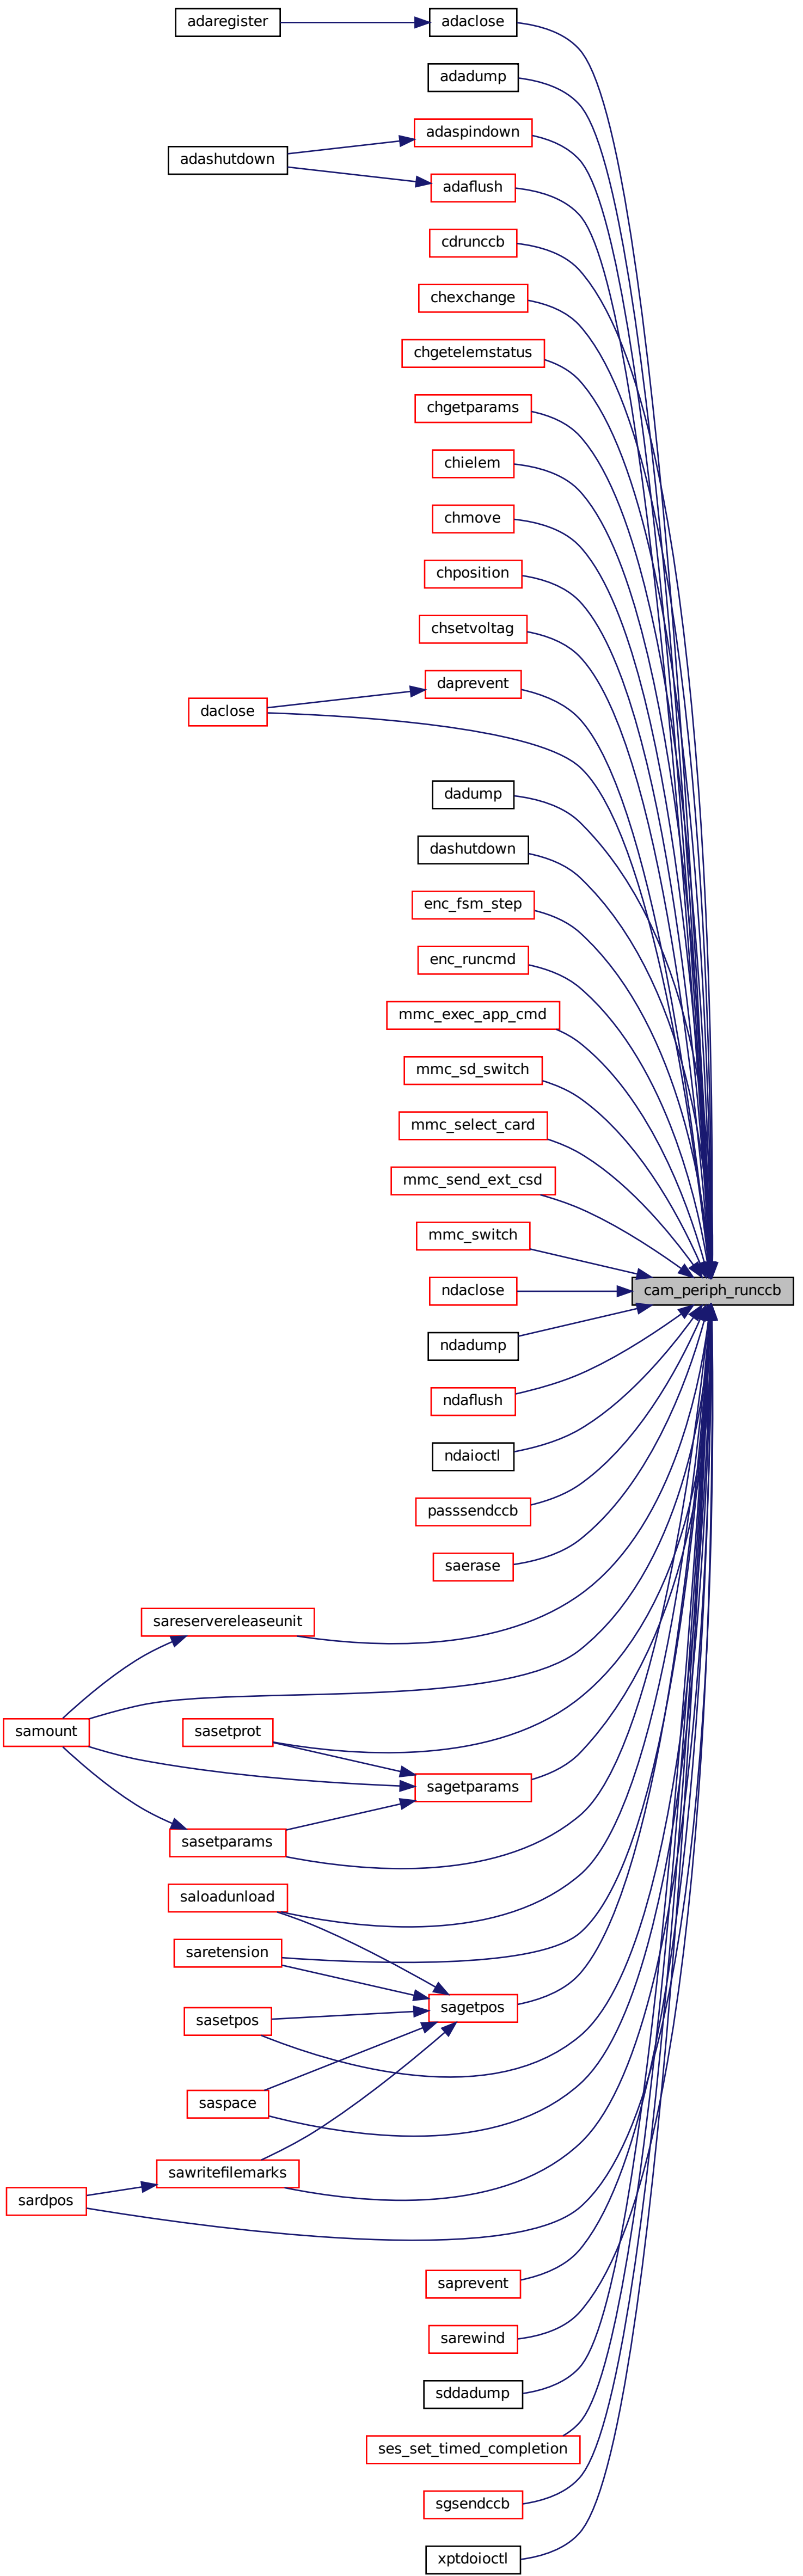 adaregister
adaclose
adadump
adaspindown
adashutdown
adaflush
cdrunccb
chexchange
chgetelemstatus
chgetparams
chielem
chmove
chposition
chsetvoltag
daprevent
daclose
dadump
dashutdown
enc_fsm_step
enc_runcmd
mmc_exec_app_cmd
mmc_sd_switch
mmc_select_card
mmc_send_ext_csd
mmc_switch
ndaclose
cam_periph_runccb
ndadump
ndaflush
ndaioctl
passsendccb
saerase
sareservereleaseunit
samount
sasetprot
sagetparams
sasetparams
saloadunload
saretension
sagetpos
sasetpos
saspace
sawritefilemarks
sardpos
saprevent
sarewind
sddadump
ses_set_timed_completion
sgsendccb
xptdoioctl